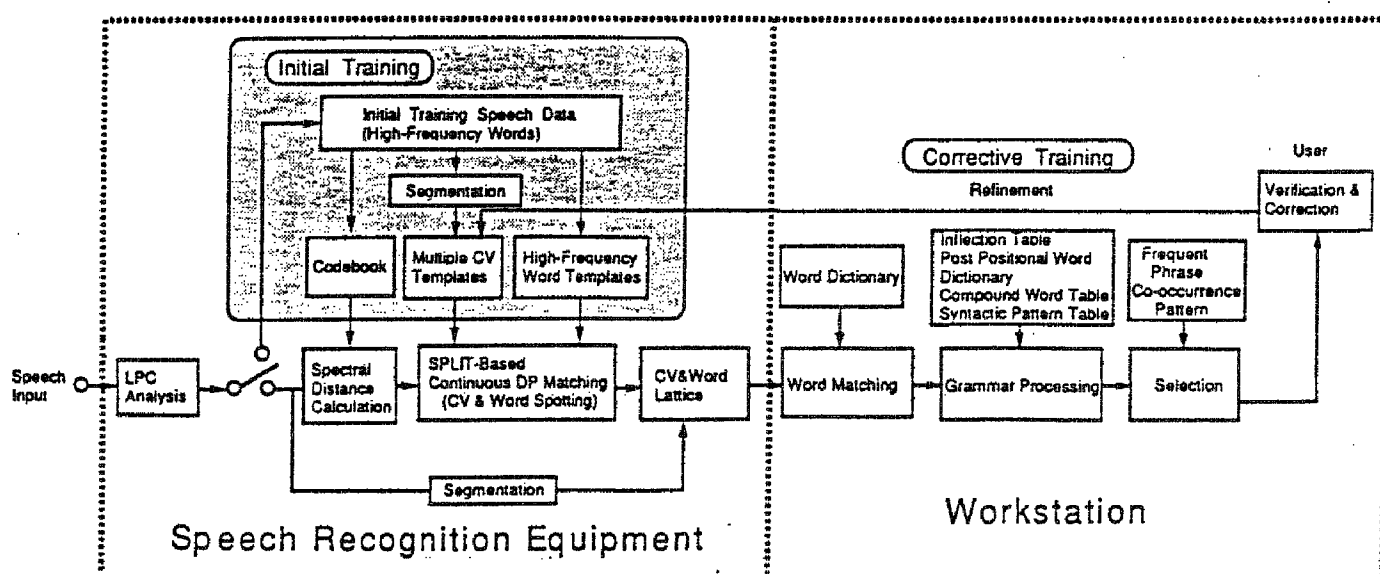 Initial Training
Initial Training Speech Data
(High-Frequency Words)
Segmentation
Codebook
Multiple CV
Templates
High-Frequency
Word Templates
Corrective Training
Refinement
User
Verification &
Correction
Word Dictionary
Inflection Table
Post Positional Word
Dictionary
Compound Word Table
Syntactic Pattern Table
Frequent
Phrase
Co-occurrence
Pattern
Speech
Input
LPC
Analysis
Spectral
Distance
Calculation
SPLIT-Based
Continuous DP Matching
(CV & Word Spotting)
CV&Word
Lattice
Word Matching
Grammar Processing
Selection
Segmentation
Speech Recognition Equipment
Workstation